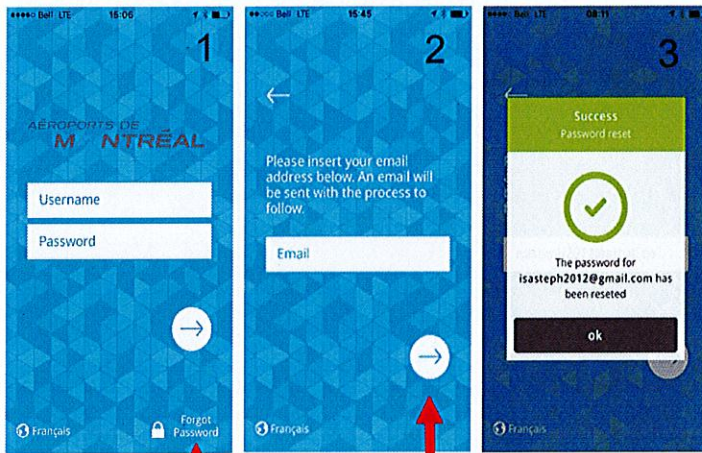 Bell LTE 15:06
1
AÉROPORTS DE
M NTRÉAL
Username
Password
Français
Forgot
Password
Bell LTE 15:45
2
Please insert your email
address below. An email will
be sent with the process to
follow.
Email
Français
Bell LTE 08:11
3
Success
Password reset
The password for
isasteph2012@gmail.com has
been reseted
ok
Français